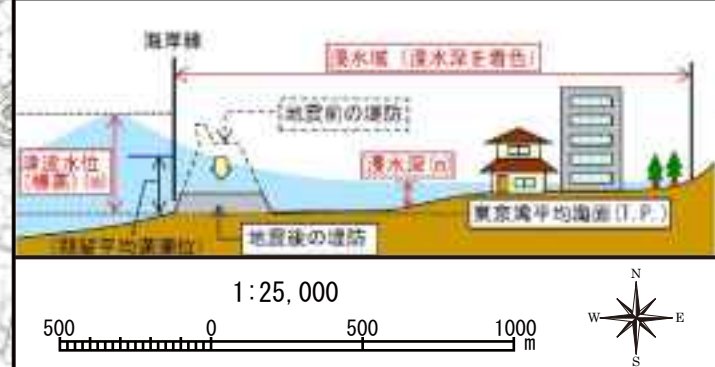 海岸線
浸水域（浸水深を着色）
地震前の堤防
津波水位
（標高）(m)
浸水深(m)
東京湾平均海面(T.P.)
地震後の堤防
1:25,000
500 0 500 1000
m
N
W E
S